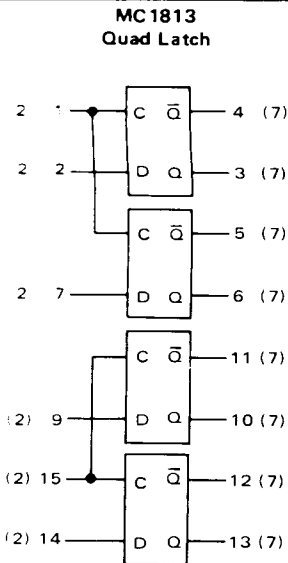 MC1813
Quad Latch
2 1 C Q̅ 4 (7)
2 2 D Q 3 (7)
C Q̅ 5 (7)
2 7 D Q 6 (7)
C Q̅ 11 (7)
(2) 9 D Q 10 (7)
(2) 15 C Q̅ 12 (7)
(2) 14 D Q 13 (7)